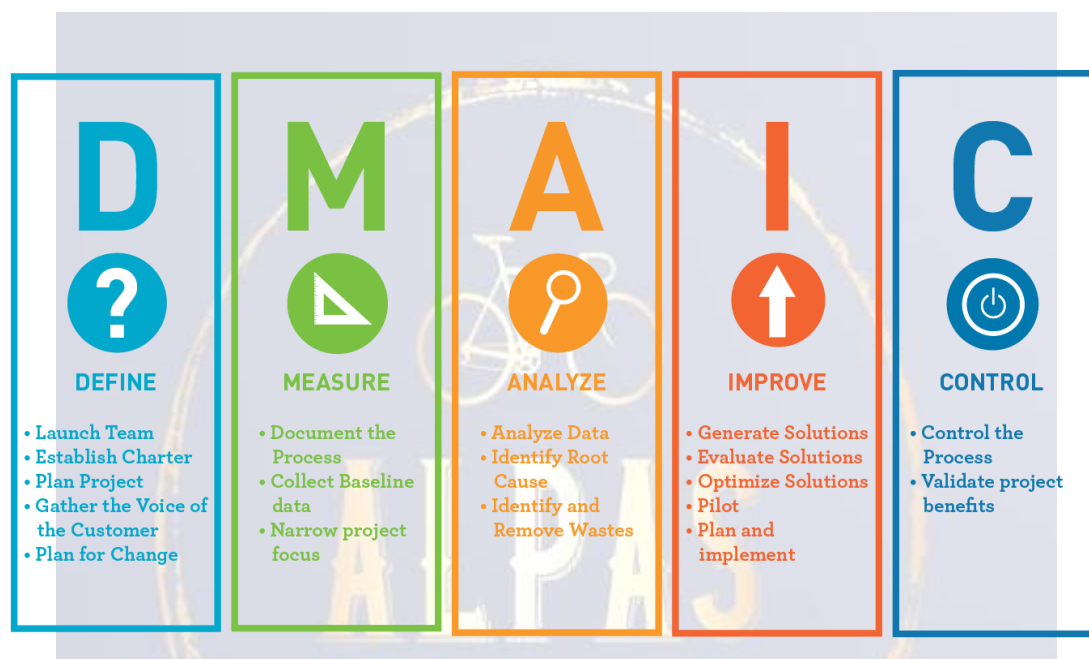 D
?
DEFINE
• Launch Team
• Establish Charter
• Plan Project
• Gather the Voice of
the Customer
• Plan for Change
M
MEASURE
• Document the
Process
• Collect Baseline
data
• Narrow project
focus
A
ANALYZE
• Analyze Data
• Identify Root
Cause
• Identify and
Remove Wastes
I
IMPROVE
• Generate Solutions
• Evaluate Solutions
• Optimize Solutions
• Pilot
• Plan and
implement
C
CONTROL
• Control the
Process
• Validate project
benefits
ALPAS